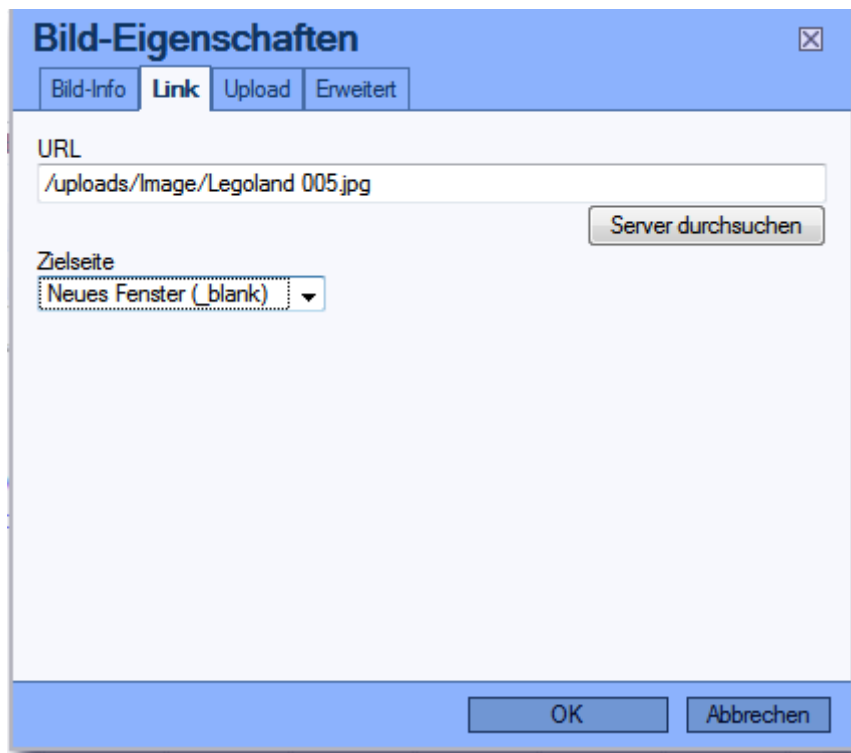 Bild-Eigenschaften
Bild-Info Link Upload Erweitert
URL
/uploads/Image/Legoland 005.jpg
Server durchsuchen
Zielseite
Neues Fenster (_blank)
OK Abbrechen